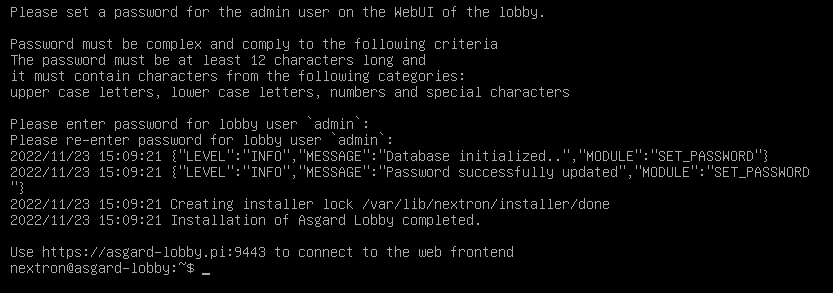 Please set a password for the admin user on the WebUI of the lobby.
Password must be complex and comply to the following criteria
The password must be at least 12 characters long and
it must contain characters from the following categories:
upper case letters, lower case letters, numbers and special characters
Please enter password for lobby user `admin`:
Please re-enter password for lobby user `admin`:
2022/11/23 15:09:21 {"LEVEL":"INFO","MESSAGE":"Database initialized..","MODULE":"SET_PASSWORD"}
2022/11/23 15:09:21 {"LEVEL":"INFO","MESSAGE":"Password successfully updated","MODULE":"SET_PASSWORD
"}
2022/11/23 15:09:21 Creating installer lock /var/lib/nextron/installer/done
2022/11/23 15:09:21 Installation of Asgard Lobby completed.
Use https://asgard-lobby.pi:9443 to connect to the web frontend
nextron@asgard-lobby:~$ _